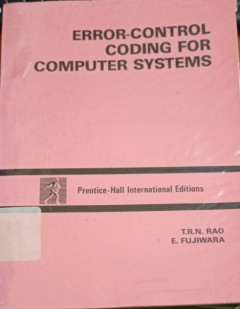 ERROR-CONTROL
CODING FOR
COMPUTER SYSTEMS
Prentice-Hall International Editions
T.R.N. RAO
E. FUJIWARA